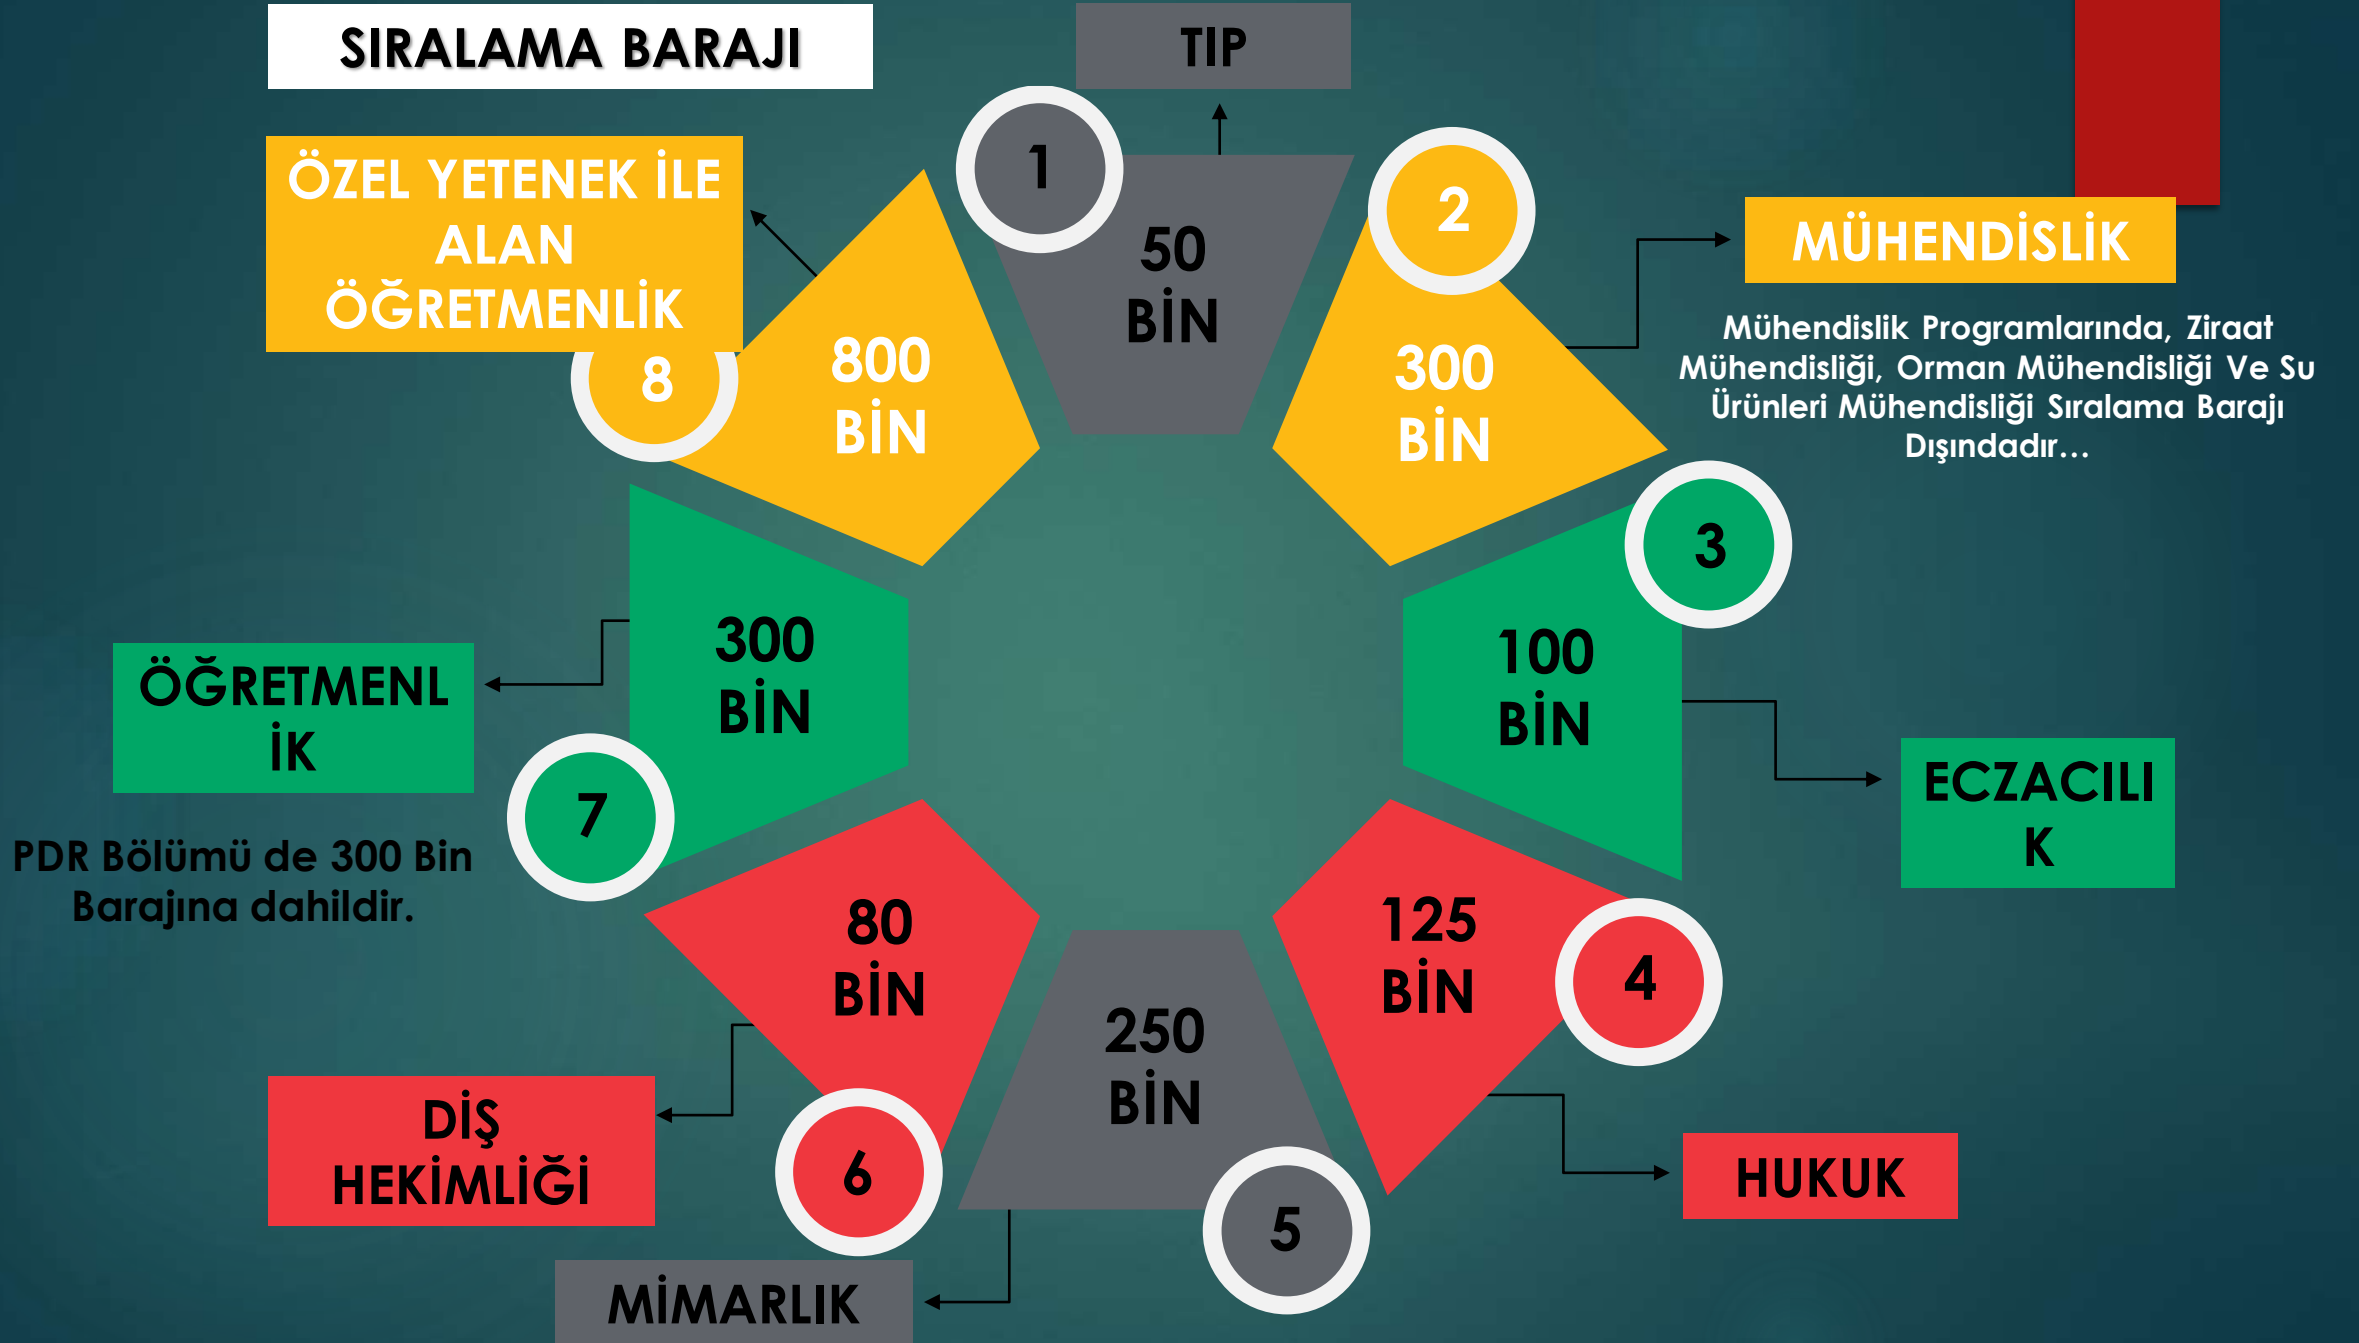 SIRALAMA BARAJI
TIP
1
50
BİN
2
300
BİN
MÜHENDİSLİK
Mühendislik Programlarında, Ziraat
Mühendisliği, Orman Mühendisliği Ve Su
Ürünleri Mühendisliği Sıralama Barajı
Dışındadır...
3
100
BİN
ECZACILI
K
4
125
BİN
HUKUK
5
250
BİN
MİMARLIK
6
80
BİN
DİŞ
HEKİMLİĞİ
7
300
BİN
ÖĞRETMENL
İK
PDR Bölümü de 300 Bin
Barajına dahildir.
8
800
BİN
ÖZEL YETENEK İLE
ALAN
ÖĞRETMENLİK